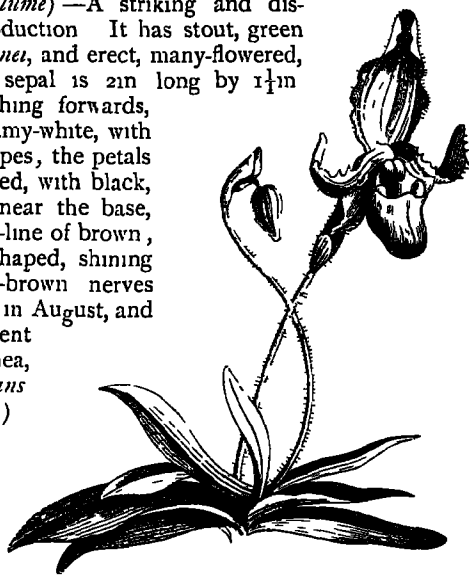 lume) —A striking and dis-
duction It has stout, green
net, and erect, many-flowered,
sepal is 2in long by 1½in
hing forwards,
my-white, with
pes, the petals
ed, with black,
near the base,
-line of brown,
haped, shining
-brown nerves
in August, and
ent
ea,
ans
)